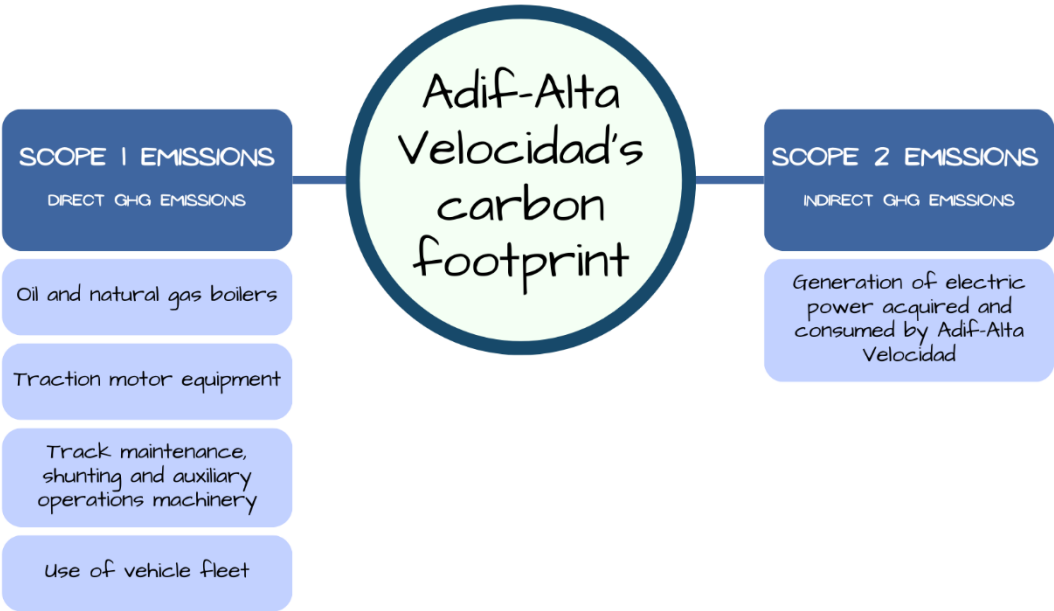 Adif-Alta
Velocidad's
carbon
footprint
SCOPE 1 EMISSIONS
DIRECT GHG EMISSIONS
Oil and natural gas boilers
Traction motor equipment
Track maintenance,
shunting and auxiliary
operations machinery
Use of vehicle fleet
SCOPE 2 EMISSIONS
INDIRECT GHG EMISSIONS
Generation of electric
power acquired and
consumed by Adif-Alta
Velocidad